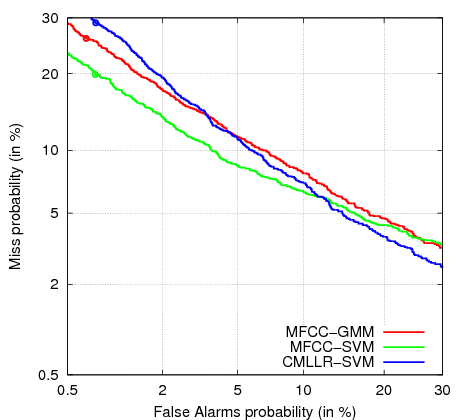 30
20
10
5
2
0.5
0.5 2 5 10 20 30
Miss probability (in %)
False Alarms probability (in %)
MFCC-GMM
MFCC-SVM
CMLLR-SVM